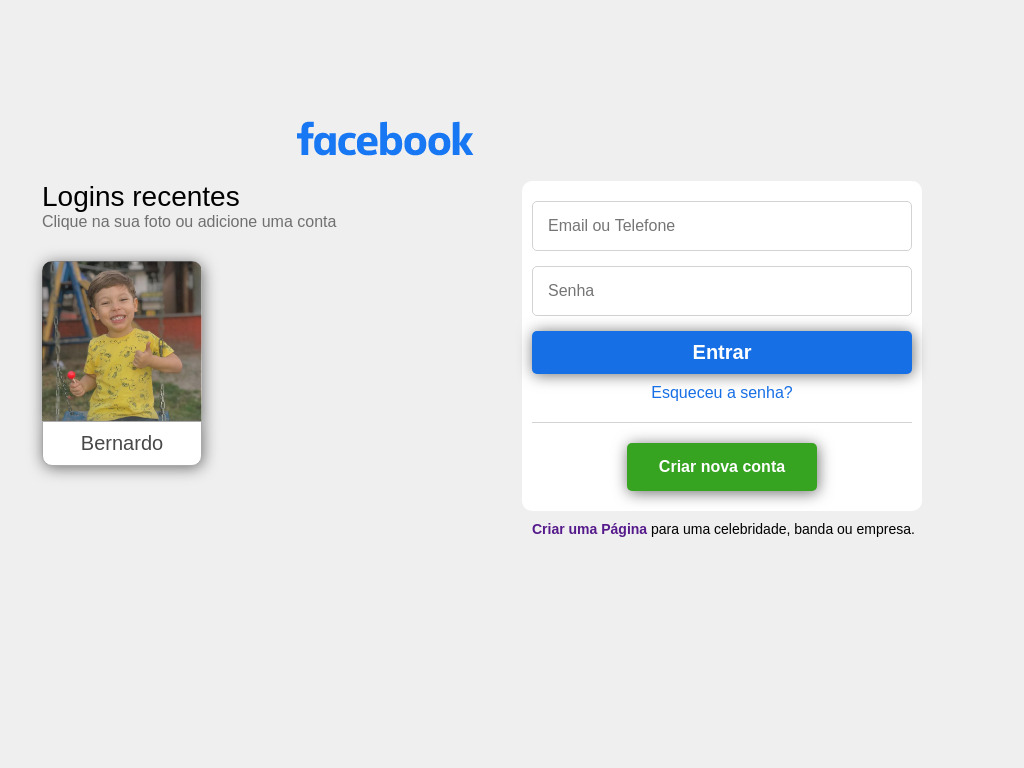 facebook
Logins recentes
Clique na sua foto ou adicione uma conta
Bernardo
Email ou Telefone
Senha
Entrar
Esqueceu a senha?
Criar nova conta
Criar uma Página para uma celebridade, banda ou empresa.